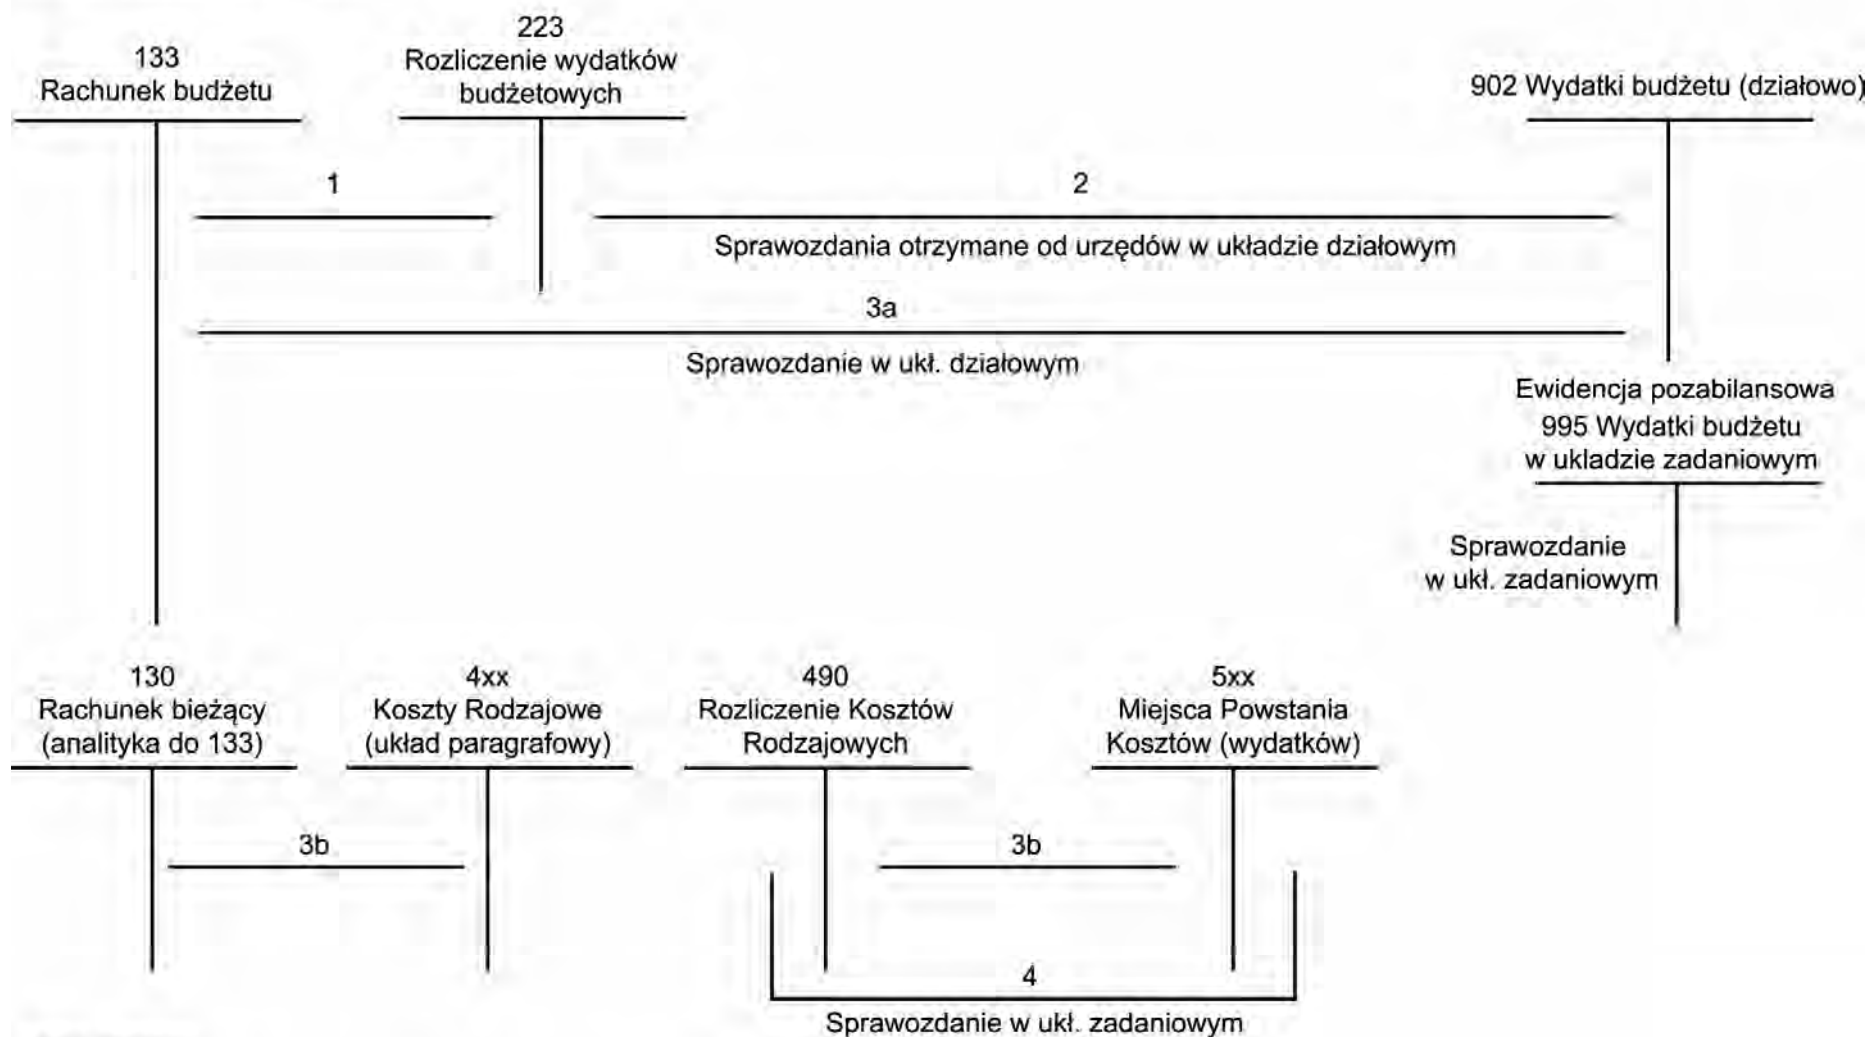 133
Rachunek budżetu
223
Rozliczenie wydatków
budżetowych
902 Wydatki budżetu (działowo)
1
2
Sprawozdania otrzymane od urzędów w układzie działowym
3a
Sprawozdanie w ukł. działowym
Ewidencja pozabilansowa
995 Wydatki budżetu
w ukladzie zadaniowym
Sprawozdanie
w ukł. zadaniowym
130
Rachunek bieżący
(analityka do 133)
4xx
Koszty Rodzajowe
(układ paragrafowy)
490
Rozliczenie Kosztów
Rodzajowych
5xx
Miejsca Powstania
Kosztów (wydatków)
3b
3b
4
Sprawozdanie w ukł. zadaniowym